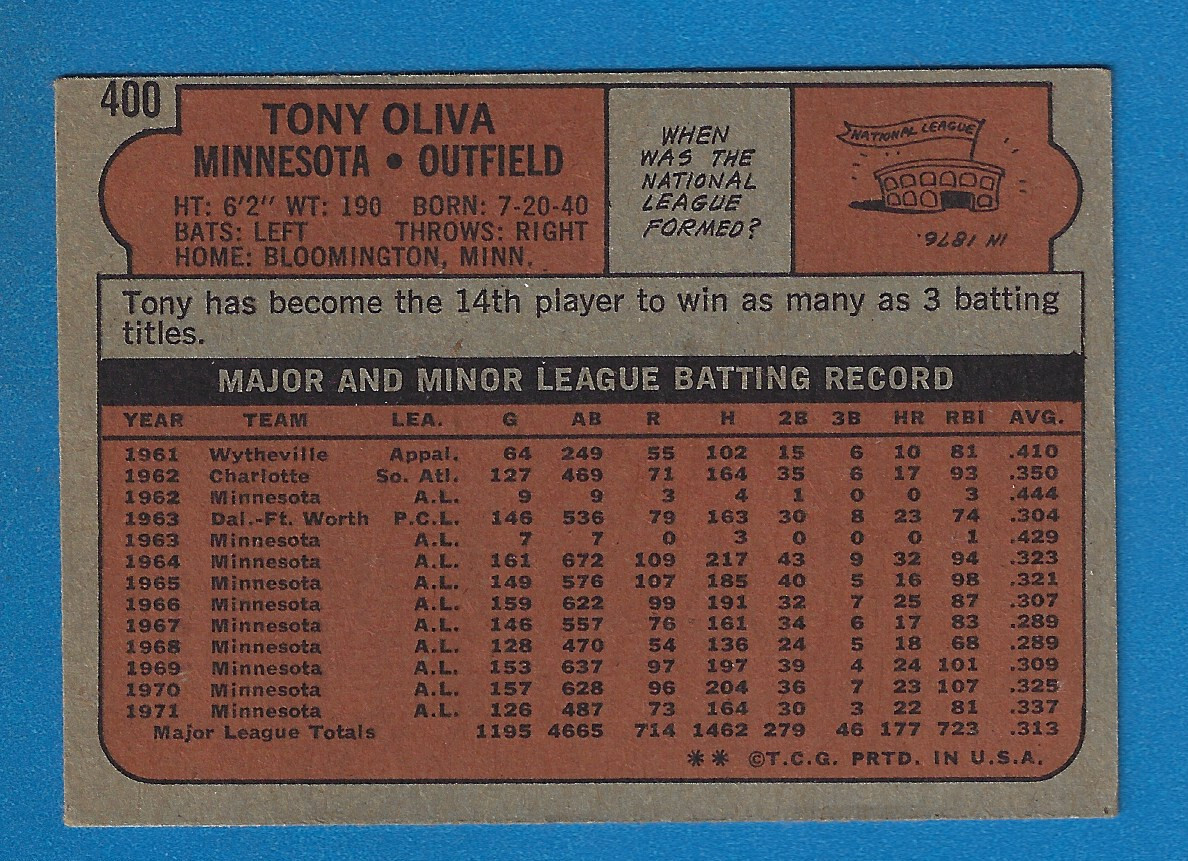 400
TONY OLIVA
MINNESOTA • OUTFIELD
HT: 6'2" WT: 190 BORN: 7-20-40
BATS: LEFT THROWS: RIGHT
HOME: BLOOMINGTON, MINN.
WHEN
WAS THE
NATIONAL
LEAGUE
FORMED?
NATIONAL LEAGUE
IN 1876.
Tony has become the 14th player to win as many as 3 batting
titles.
MAJOR AND MINOR LEAGUE BATTING RECORD
YEAR TEAM LEA. G AB R H 2B 3B HR RBI AVG.
1961 Wytheville Appal. 64 249 55 102 15 6 10 81 .410
1962 Charlotte So. Atl. 127 469 71 164 35 6 17 93 .350
1962 Minnesota A.L. 9 9 3 4 1 0 0 3 .444
1963 Dal.-Ft. Worth P.C.L. 146 536 79 163 30 8 23 74 .304
1963 Minnesota A.L. 7 7 0 3 0 0 0 1 .429
1964 Minnesota A.L. 161 672 109 217 43 9 32 94 .323
1965 Minnesota A.L. 149 576 107 185 40 5 16 98 .321
1966 Minnesota A.L. 159 622 99 191 32 7 25 87 .307
1967 Minnesota A.L. 146 557 76 161 34 6 17 83 .289
1968 Minnesota A.L. 128 470 54 136 24 5 18 68 .289
1969 Minnesota A.L. 153 637 97 197 39 4 24 101 .309
1970 Minnesota A.L. 157 628 96 204 36 7 23 107 .325
1971 Minnesota A.L. 126 487 73 164 30 3 22 81 .337
Major League Totals 1195 4665 714 1462 279 46 177 723 .313
** ©T.C.G. PRTD. IN U.S.A.